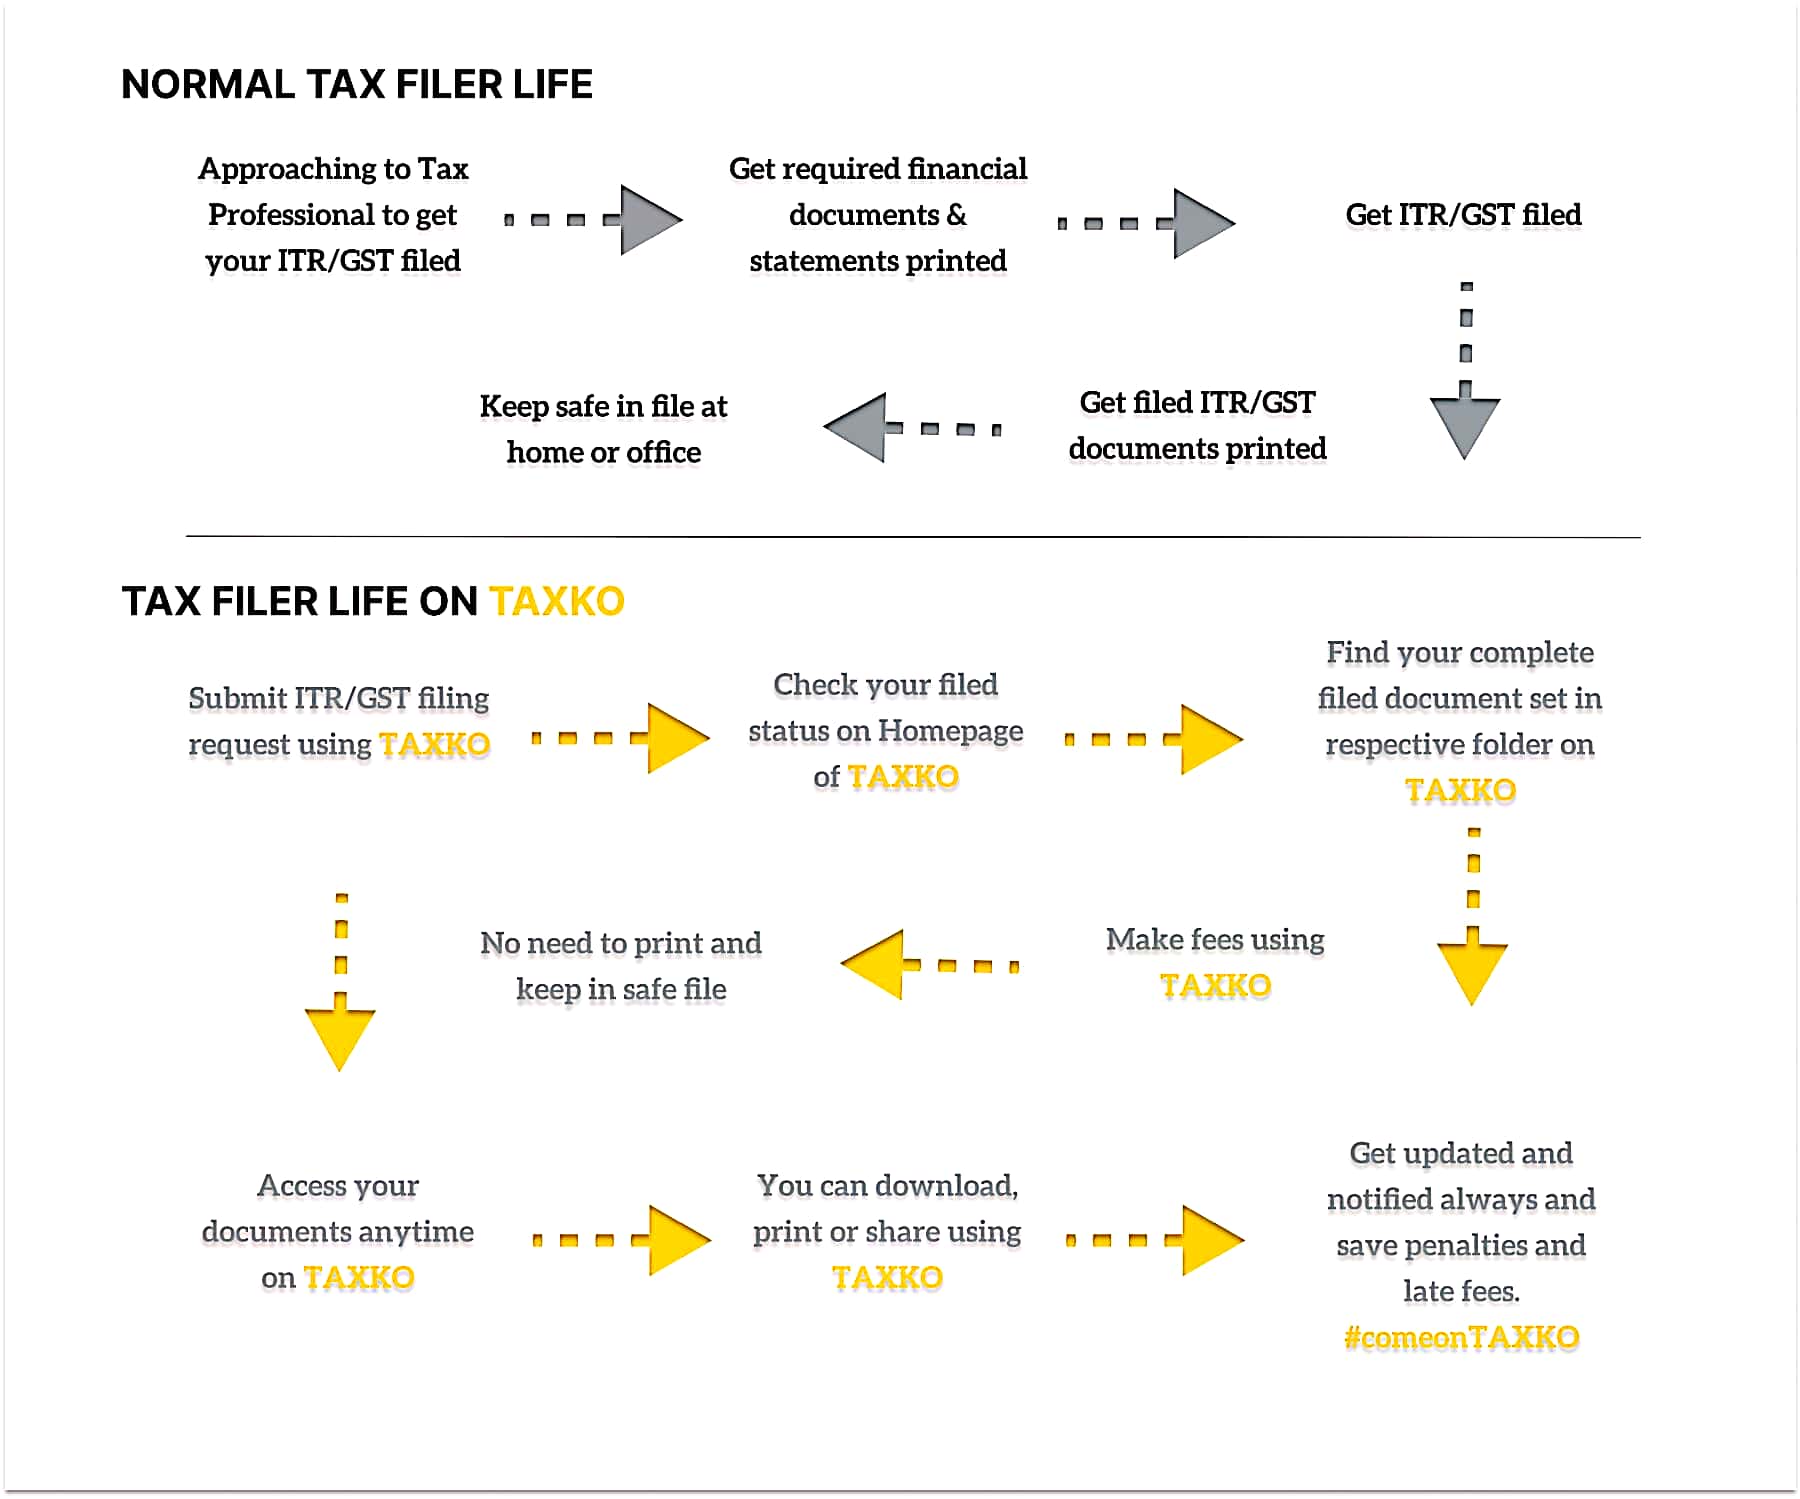 NORMAL TAX FILER LIFE
Approaching to Tax
Professional to get
your ITR/GST filed
Get required financial
documents &
statements printed
Get ITR/GST filed
Get filed ITR/GST
documents printed
Keep safe in file at
home or office
TAX FILER LIFE ON TAXKO
Submit ITR/GST filing
request using TAXKO
Check your filed
status on Homepage
of TAXKO
Find your complete
filed document set in
respective folder on
TAXKO
Make fees using
TAXKO
No need to print and
keep in safe file
Access your
documents anytime
on TAXKO
You can download,
print or share using
TAXKO
Get updated and
notified always and
save penalties and
late fees.
#comeonTAXKO